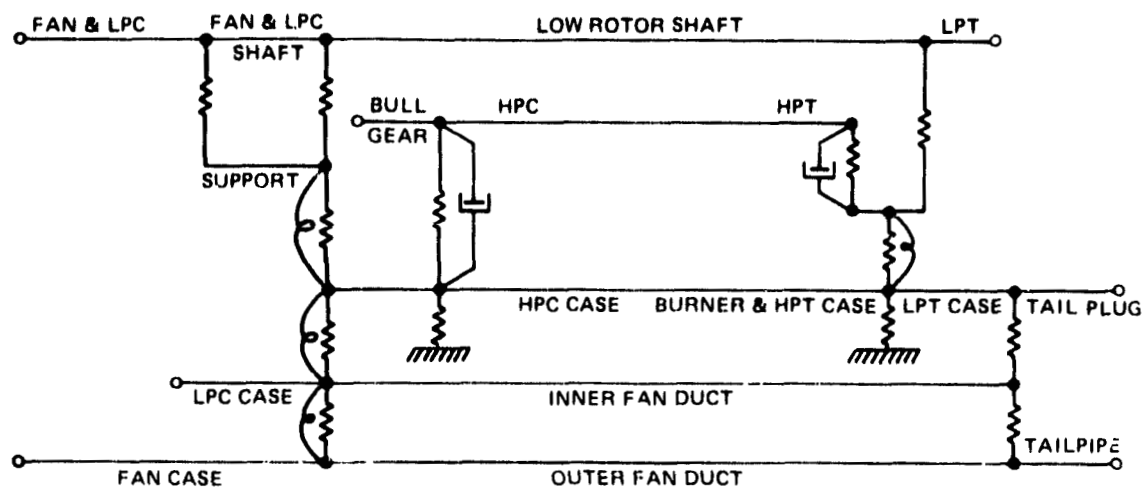 FAN & LPC
FAN & LPC
SHAFT
LOW ROTOR SHAFT
LPT
BULL
GEAR
HPC
HPT
SUPPORT
HPC CASE
BURNER & HPT CASE
LPT CASE
TAIL PLUG
LPC CASE
INNER FAN DUCT
TAILPIPE
FAN CASE
OUTER FAN DUCT